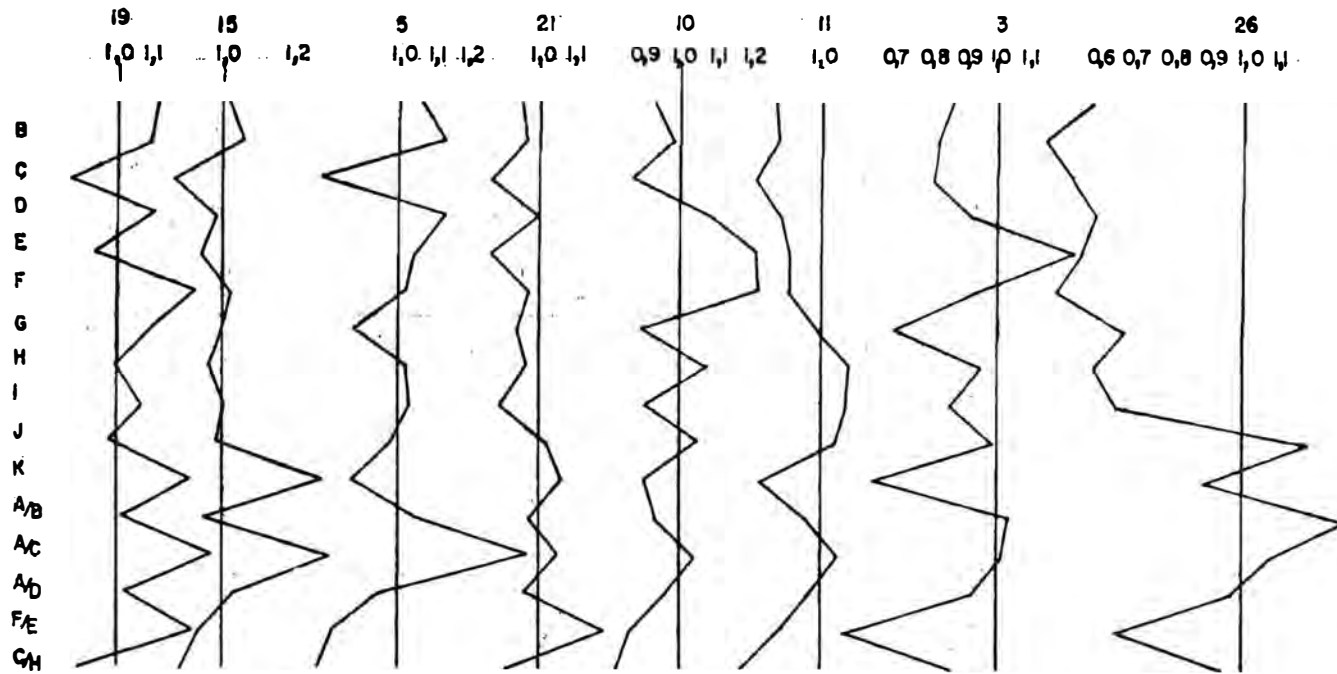 19 15 5 21 10 11 3 26
1,0 1,1 1,0 1,2 1,0 1,1 1,2 1,0 1,1 0,9 1,0 1,1 1,2 1,0 0,7 0,8 0,9 1,0 1,1 0,6 0,7 0,8 0,9 1,0 1,1
B
C
D
E
F
G
H
I
J
K
A/B
A/C
A/D
F/E
C/H